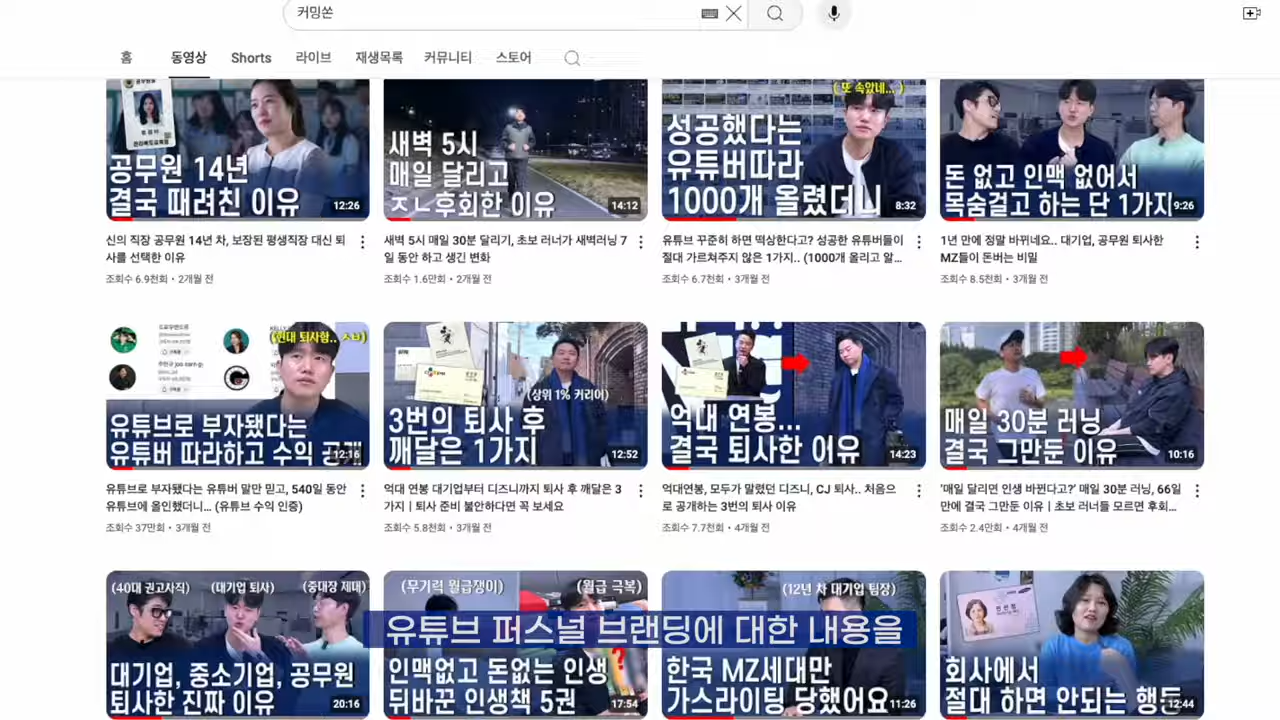 커밍쏜
홈
동영상
Shorts
라이브
재생목록
커뮤니티
스토어
공무원 14년
결국 때려친 이유
12:26
새벽 5시
매일 달리고
ㅈㄴ후회한 이유
14:12
(또 속았네...)
성공했다는
유튜버따라
1000개 올렸더니
8:32
돈 없고 인맥 없어서
목숨걸고 하는 단 1가지
9:26
신의 직장 공무원 14년 차, 보장된 평생직장 대신 퇴
사를 선택한 이유
조회수 6.9천회 • 2개월 전
새벽 5시 매일 30분 달리기, 초보 러너가 새벽러닝 7
일 동안 하고 생긴 변화
조회수 1.6만회 • 2개월 전
유튜브 꾸준히 하면 떡상한다고? 성공한 유튜버들이
절대 가르쳐주지 않은 1가지.. (1000개 올리고 알...
조회수 6.7천회 • 3개월 전
1년 만에 정말 바뀌네요.. 대기업, 공무원 퇴사한
MZ들이 돈버는 비밀
조회수 8.5천회 • 3개월 전
(현대 퇴사함.. ㅅㅂ)
유튜브로 부자됐다는
유튜버 따라하고 수익 공개
12:16
(상위 1% 커리어)
3번의 퇴사 후
깨달은 1가지
12:52
억대 연봉...
결국 퇴사한 이유
14:23
매일 30분 러닝
결국 그만둔 이유
10:16
유튜브로 부자됐다는 유튜버 말만 믿고, 540일 동안
유튜브에 올인했더니... (유튜브 수익 인증)
조회수 37만회 • 3개월 전
억대 연봉 대기업부터 디즈니까지 퇴사 후 깨달은 3
가지ㅣ퇴사 준비 불안하다면 꼭 보세요
조회수 5.8천회 • 3개월 전
억대연봉, 모두가 말렸던 디즈니, CJ 퇴사.. 처음으
로 공개하는 3번의 퇴사 이유
조회수 7.7천회 • 4개월 전
'매일 달리면 인생 바뀐다고?' 매일 30분 러닝, 66일
만에 결국 그만둔 이유ㅣ초보 러너들 모르면 후회...
조회수 2.4만회 • 4개월 전
(40대 권고사직)
(대기업 퇴사)
(중대장 제대)
대기업, 중소기업, 공무원
퇴사한 진짜 이유
20:16
(무기력 월급쟁이)
(월급 극복)
인맥없고 돈없는 인생
뒤바꾼 인생책 5권
?
17:54
(12년 차 대기업 팀장)
한국 MZ세대만
가스라이팅 당했어요
11:26
회사에서
절대 하면 안되는 행동
12:44
유튜브 퍼스널 브랜딩에 대한 내용을